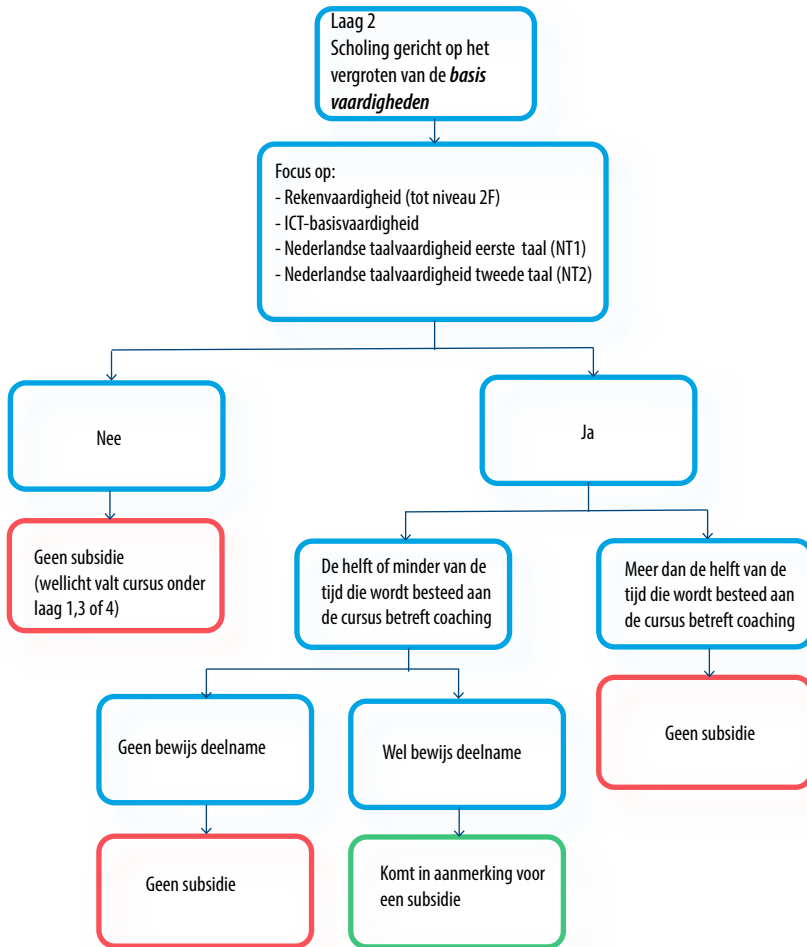 Laag 2
Scholing gericht op het
vergroten van de basis
vaardigheden
Focus op:
- Rekenvaardigheid (tot niveau 2F)
- ICT-basisvaardigheid
- Nederlandse taalvaardigheid eerste taal (NT1)
- Nederlandse taalvaardigheid tweede taal (NT2)
Nee
Ja
Geen subsidie
(wellicht valt cursus onder
laag 1,3 of 4)
De helft of minder van de
tijd die wordt besteed aan
de cursus betreft coaching
Meer dan de helft van de
tijd die wordt besteed aan
de cursus betreft coaching
Geen bewijs deelname
Wel bewijs deelname
Geen subsidie
Geen subsidie
Komt in aanmerking voor
een subsidie